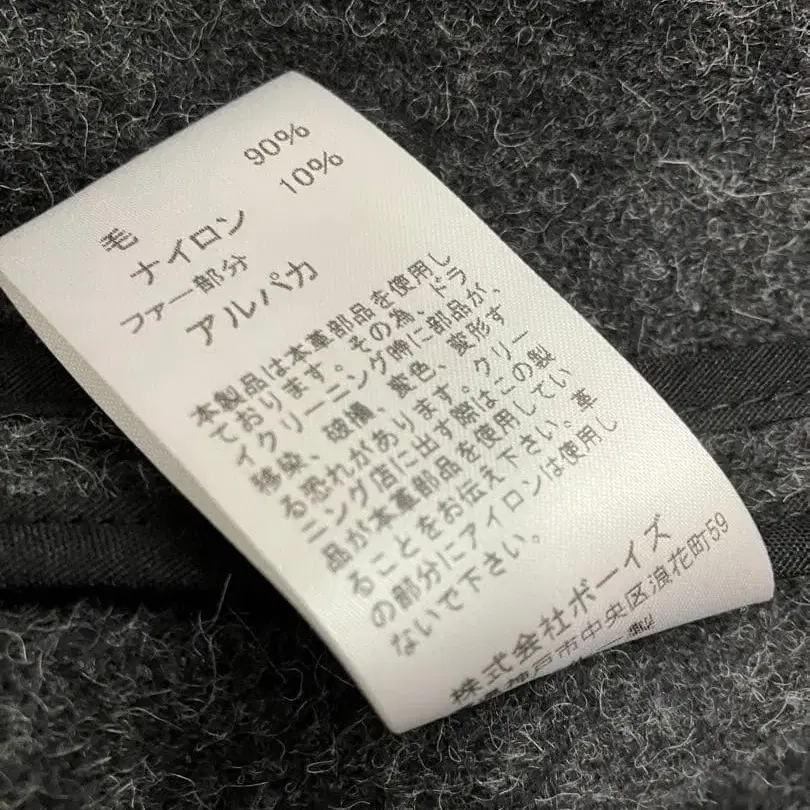 毛 90%
ナイロン 10%
ファー部分
アルパカ
本製品は本革部品を使用し
ております。その為、ドラ
イクリーニング時に部品が、
移染、破損、変色、変形す
る恐れがあります。クリー
ニング店に出す際はこの製
品が本革部品を使用してい
ることをお伝え下さい。革
の部分にアイロンは使用し
ないで下さい。
株式会社ボーイズ
神戸市中央区浪花町59
製